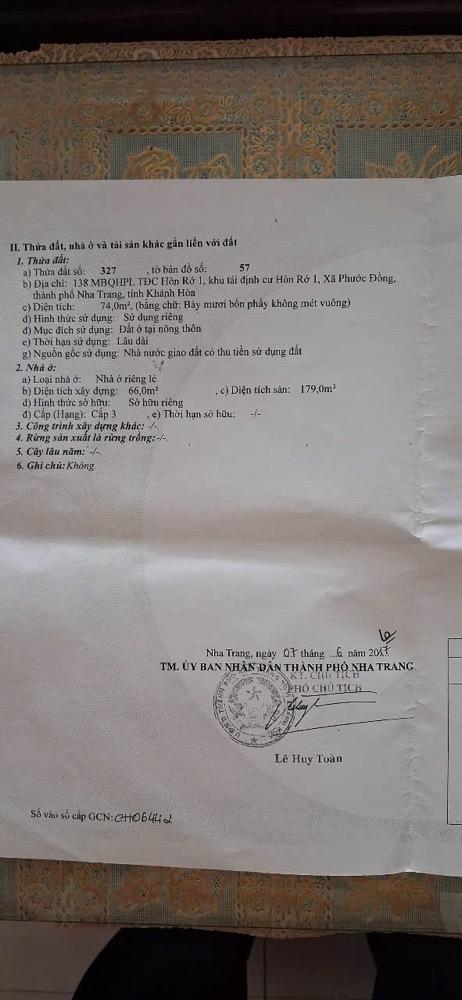 II. Thửa đất, nhà ở và tài sản khác gắn liền với đất
1. Thửa đất:
a) Thửa đất số: 327 , tờ bản đồ số: 57
b) Địa chỉ: 138 MBQHPL TĐC Hòn Rớ 1, khu tái định cư Hòn Rớ 1, Xã Phước Đồng,
thành phố Nha Trang, tỉnh Khánh Hòa
c) Diện tích: 74,0m², (bằng chữ: Bảy mươi bốn phẩy không mét vuông)
d) Hình thức sử dụng: Sử dụng riêng
đ) Mục đích sử dụng: Đất ở tại nông thôn
e) Thời hạn sử dụng: Lâu dài
g) Nguồn gốc sử dụng: Nhà nước giao đất có thu tiền sử dụng đất
2. Nhà ở:
a) Loại nhà ở: Nhà ở riêng lẻ
b) Diện tích xây dựng: 66,0m² , c) Diện tích sàn: 179,0m²
d) Hình thức sở hữu: Sở hữu riêng
đ) Cấp (Hạng): Cấp 3 , e) Thời hạn sở hữu: -/-
3. Công trình xây dựng khác: -/-.
4. Rừng sản xuất là rừng trồng: -/-.
5. Cây lâu năm: -/-.
6. Ghi chú: Không.
Nha Trang, ngày 07 tháng 6 năm 2017
TM. ỦY BAN NHÂN DÂN THÀNH PHỐ NHA TRANG
KT. CHỦ TỊCH
PHÓ CHỦ TỊCH
Lê Huy Toàn
Số vào sổ cấp GCN: CH06442